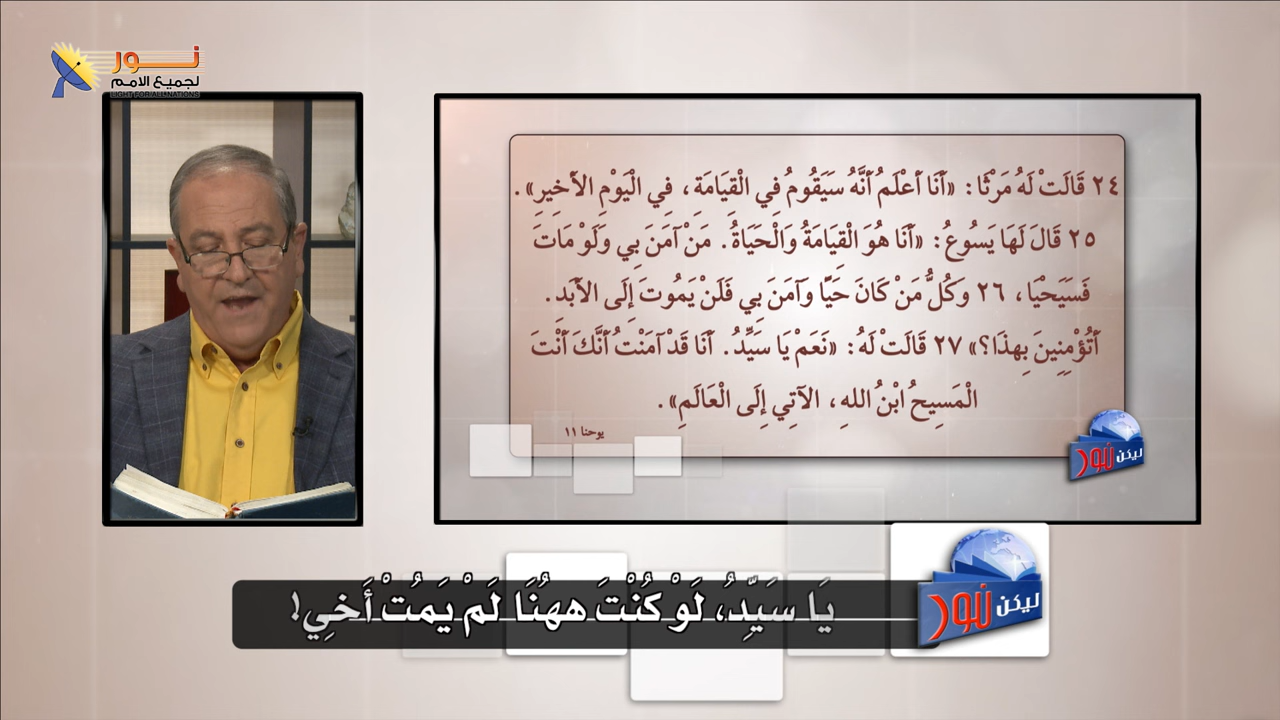 نور
لجميع الامم
LIGHT FOR ALL NATIONS
٢٤ قَالَتْ لَهُ مَرْثَا: «أَنَا أَعْلَمُ أَنَّهُ سَيَقُومُ فِي الْقِيَامَةِ، فِي الْيَوْمِ الأَخِيرِ».
٢٥ قَالَ لَهَا يَسُوعُ: «أَنَا هُوَ الْقِيَامَةُ وَالْحَيَاةُ. مَنْ آمَنَ بِي وَلَوْ مَاتَ
فَسَيَحْيَا، ٢٦ وَكُلُّ مَنْ كَانَ حَيًّا وَآمَنَ بِي فَلَنْ يَمُوتَ إِلَى الأَبَدِ.
أَتُؤْمِنِينَ بِهذَا؟» ٢٧ قَالَتْ لَهُ: «نَعَمْ يَا سَيِّدُ. أَنَا قَدْ آمَنْتُ أَنَّكَ أَنْتَ
الْمَسِيحُ ابْنُ اللهِ، الآتِي إِلَى الْعَالَمِ».
يوحنا ١١
ليكن نور
يَا سَيِّدُ، لَوْ كُنْتَ ههُنَا لَمْ يَمُتْ أَخِي!
ليكن نور